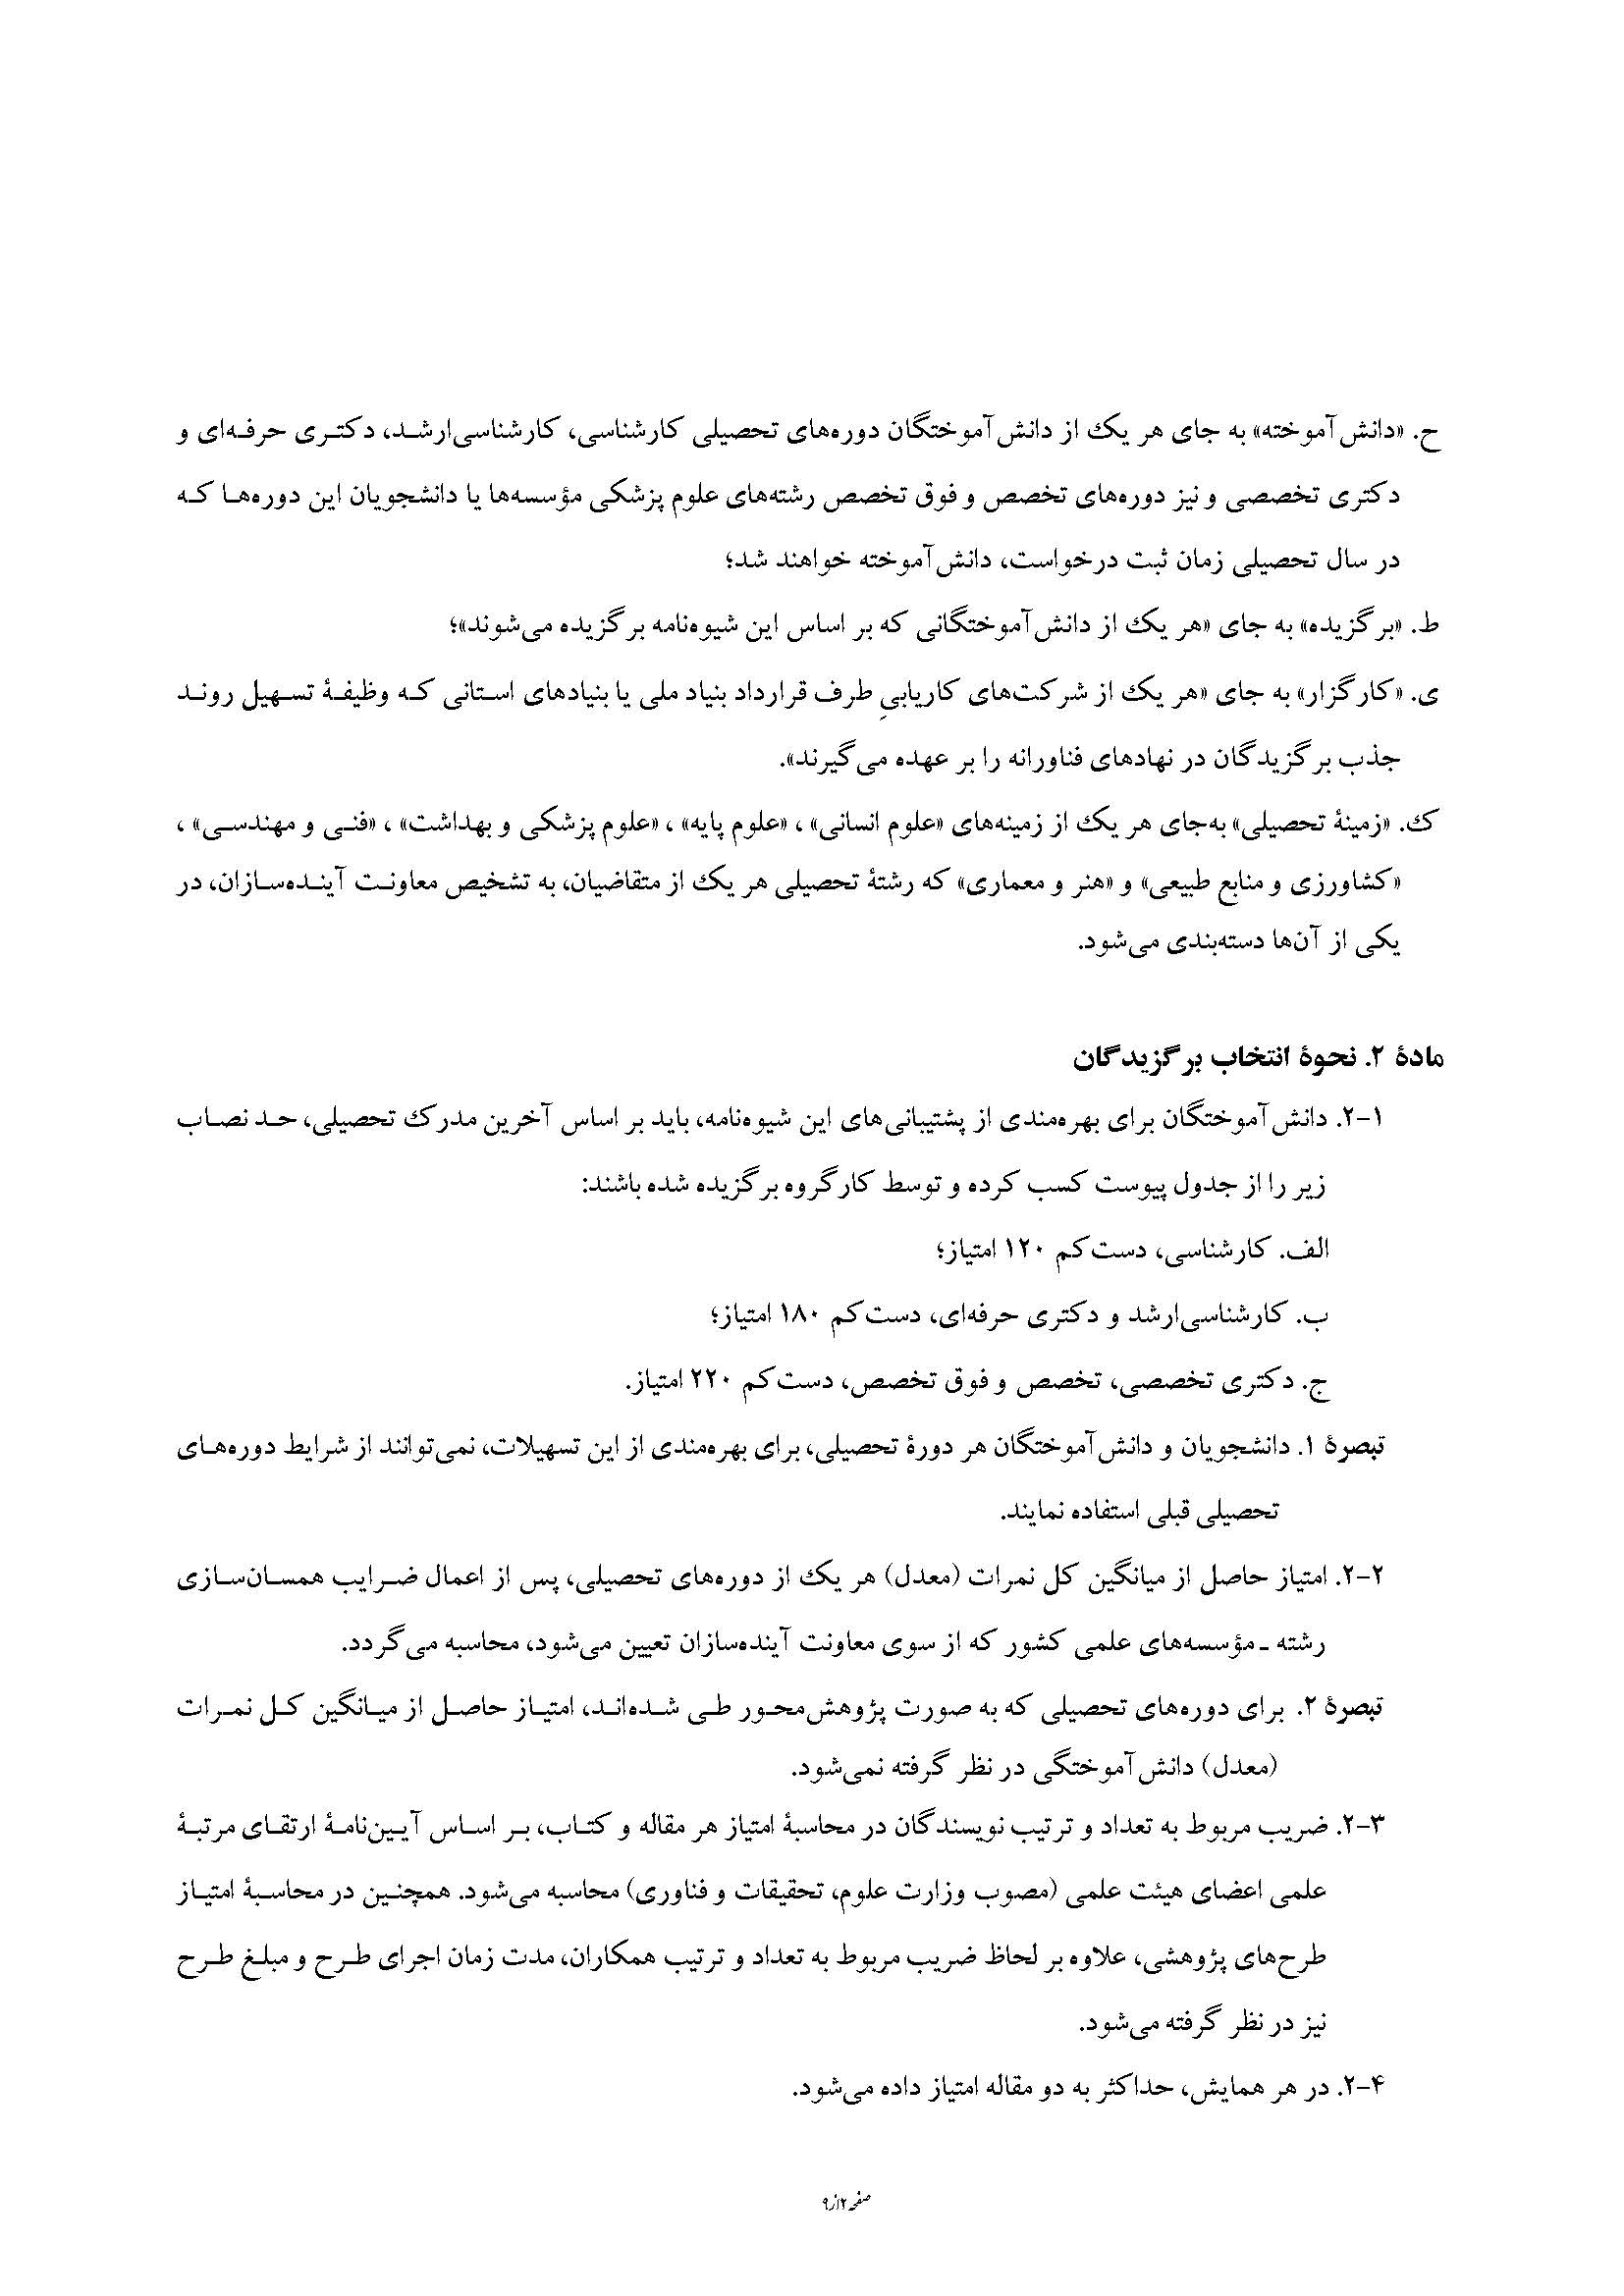 ح. «دانش‌آموخته» به جای هر یک از دانش‌آموختگان دوره‌های تحصیلی کارشناسی، کارشناسی‌ارشد، دکتری حرفه‌ای و
دکتری تخصصی و نیز دوره‌های تخصص و فوق تخصص رشته‌های علوم پزشکی مؤسسه‌ها یا دانشجویان این دوره‌ها که
در سال تحصیلی زمان ثبت درخواست، دانش‌آموخته خواهند شد؛
ط. «برگزیده» به جای «هر یک از دانش‌آموختگانی که بر اساس این شیوه‌نامه برگزیده می‌شوند»؛
ی. «کارگزار» به جای «هر یک از شرکت‌های کاریابیِ طرف قرارداد بنیاد ملی یا بنیادهای استانی که وظیفهٔ تسهیل روند
جذب برگزیدگان در نهادهای فناورانه را بر عهده می‌گیرند».
ک. «زمینهٔ تحصیلی» به‌جای هر یک از زمینه‌های «علوم انسانی» ، «علوم پایه» ، «علوم پزشکی و بهداشت» ، «فنی و مهندسی» ،
«کشاورزی و منابع طبیعی» و «هنر و معماری» که رشتهٔ تحصیلی هر یک از متقاضیان، به تشخیص معاونت آینده‌سازان، در
یکی از آن‌ها دسته‌بندی می‌شود.
مادهٔ ۲. نحوهٔ انتخاب برگزیدگان
۲-۱. دانش‌آموختگان برای بهره‌مندی از پشتیبانی‌های این شیوه‌نامه، باید بر اساس آخرین مدرک تحصیلی، حد نصاب
زیر را از جدول پیوست کسب کرده و توسط کارگروه برگزیده شده باشند:
الف. کارشناسی، دست‌کم ۱۲۰ امتیاز؛
ب. کارشناسی‌ارشد و دکتری حرفه‌ای، دست‌کم ۱۸۰ امتیاز؛
ج. دکتری تخصصی، تخصص و فوق تخصص، دست‌کم ۲۲۰ امتیاز.
تبصرهٔ ۱. دانشجویان و دانش‌آموختگان هر دورهٔ تحصیلی، برای بهره‌مندی از این تسهیلات، نمی‌توانند از شرایط دوره‌های
تحصیلی قبلی استفاده نمایند.
۲-۲. امتیاز حاصل از میانگین کل نمرات (معدل) هر یک از دوره‌های تحصیلی، پس از اعمال ضرایب همسان‌سازی
رشته ـ مؤسسه‌های علمی کشور که از سوی معاونت آینده‌سازان تعیین می‌شود، محاسبه می‌گردد.
تبصرهٔ ۲. برای دوره‌های تحصیلی که به صورت پژوهش‌محور طی شده‌اند، امتیاز حاصل از میانگین کل نمرات
(معدل) دانش‌آموختگی در نظر گرفته نمی‌شود.
۲-۳. ضریب مربوط به تعداد و ترتیب نویسندگان در محاسبهٔ امتیاز هر مقاله و کتاب، بر اساس آیین‌نامهٔ ارتقای مرتبهٔ
علمی اعضای هیئت علمی (مصوب وزارت علوم، تحقیقات و فناوری) محاسبه می‌شود. همچنین در محاسبهٔ امتیاز
طرح‌های پژوهشی، علاوه بر لحاظ ضریب مربوط به تعداد و ترتیب همکاران، مدت زمان اجرای طرح و مبلغ طرح
نیز در نظر گرفته می‌شود.
۲-۴. در هر همایش، حداکثر به دو مقاله امتیاز داده می‌شود.
صفحه ۲ از ۹